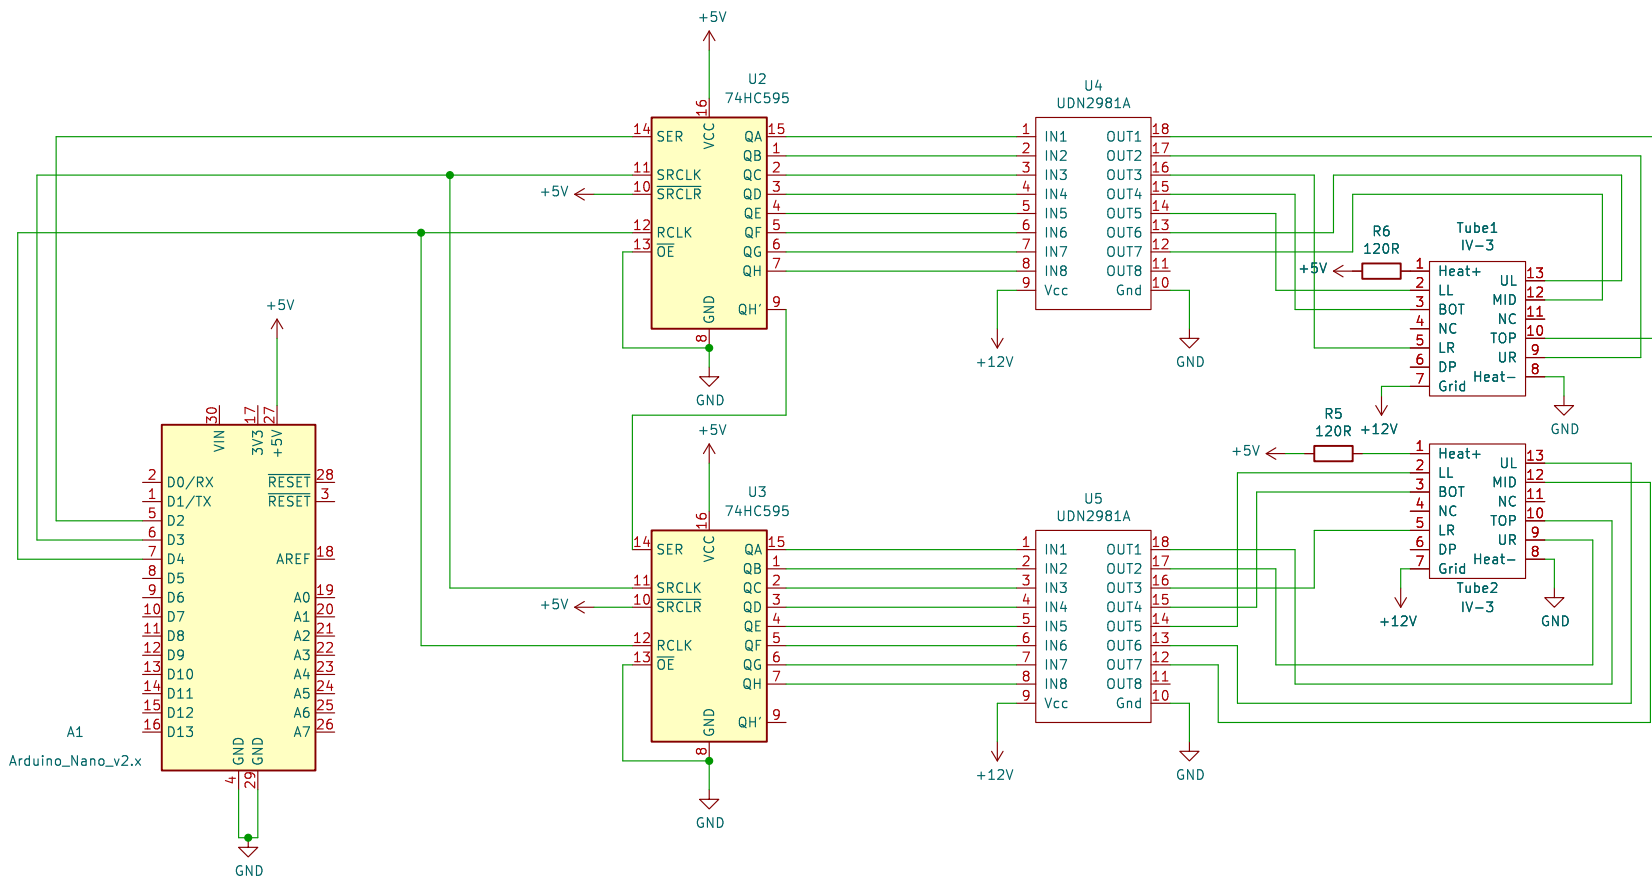 +5V
U2
74HC595
16
VCC
14 SER QA 15
QB 1
11 SRCLK QC 2
+5V 10 SRCLR QD 3
QE 4
12 RCLK QF 5
13 OE QG 6
QH 7
QH' 9
GND
8
GND
U4
UDN2981A
1 IN1 OUT1 18
2 IN2 OUT2 17
3 IN3 OUT3 16
4 IN4 OUT4 15
5 IN5 OUT5 14
6 IN6 OUT6 13
7 IN7 OUT7 12
8 IN8 OUT8 11
9 Vcc Gnd 10
+12V
GND
R6
120R
+5V
Tube1
IV-3
1 Heat+
UL 13
2 LL
MID 12
3 BOT
NC 11
4 NC
TOP 10
5 LR
UR 9
6 DP
Heat- 8
7 Grid
+12V
GND
+5V
30 17 27
VIN 3V3 +5V
2 D0/RX RESET 28
1 D1/TX RESET 3
5 D2
6 D3
7 D4 AREF 18
8 D5
9 D6 A0 19
10 D7 A1 20
11 D8 A2 21
12 D9 A3 22
13 D10 A4 23
14 D11 A5 24
15 D12 A6 25
16 D13 A7 26
GND GND
4 29
GND
A1
Arduino_Nano_v2.x
+5V
U3
74HC595
16
VCC
14 SER QA 15
QB 1
11 SRCLK QC 2
+5V 10 SRCLR QD 3
QE 4
12 RCLK QF 5
13 OE QG 6
QH 7
QH' 9
GND
8
GND
U5
UDN2981A
1 IN1 OUT1 18
2 IN2 OUT2 17
3 IN3 OUT3 16
4 IN4 OUT4 15
5 IN5 OUT5 14
6 IN6 OUT6 13
7 IN7 OUT7 12
8 IN8 OUT8 11
9 Vcc Gnd 10
+12V
GND
R5
120R
+5V
1 Heat+
UL 13
2 LL
MID 12
3 BOT
NC 11
4 NC
TOP 10
5 LR
UR 9
6 DP
Heat- 8
7 Grid
Tube2
IV-3
+12V
GND